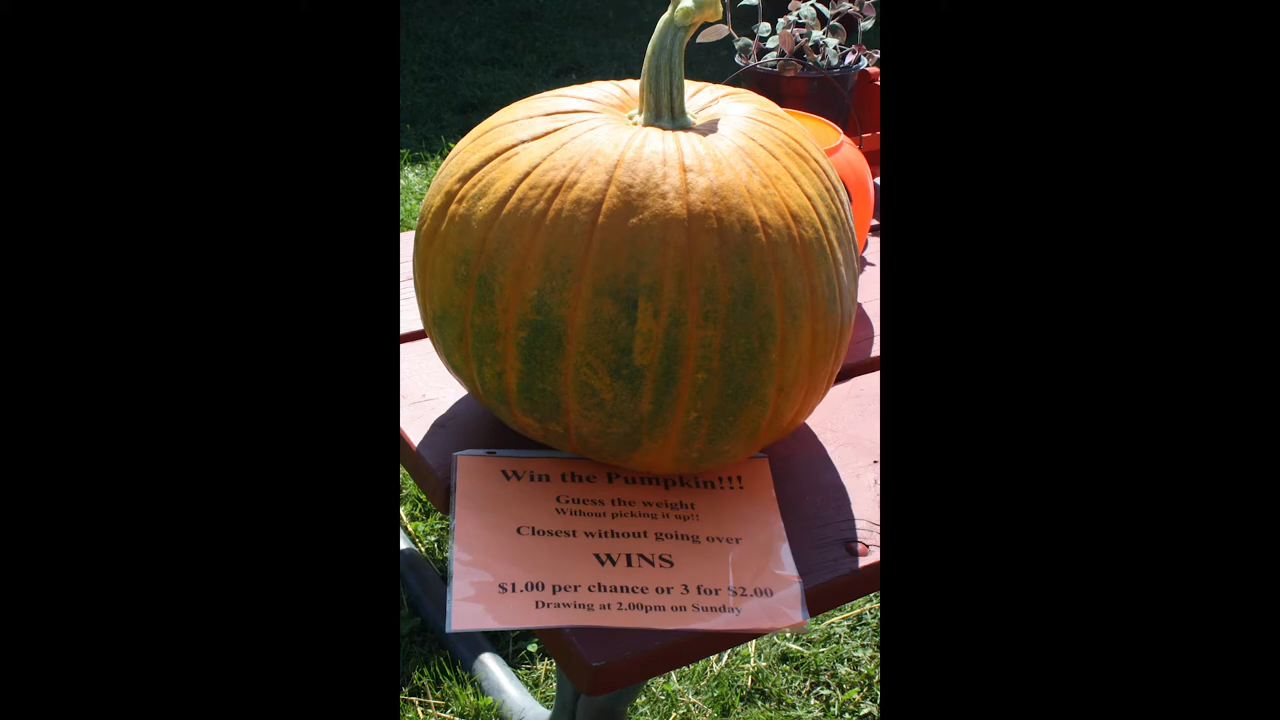 Win the Pumpkin!!!
Guess the weight
Without picking it up!!
Closest without going over
WINS
$1.00 per chance or 3 for $2.00
Drawing at 2.00pm on Sunday